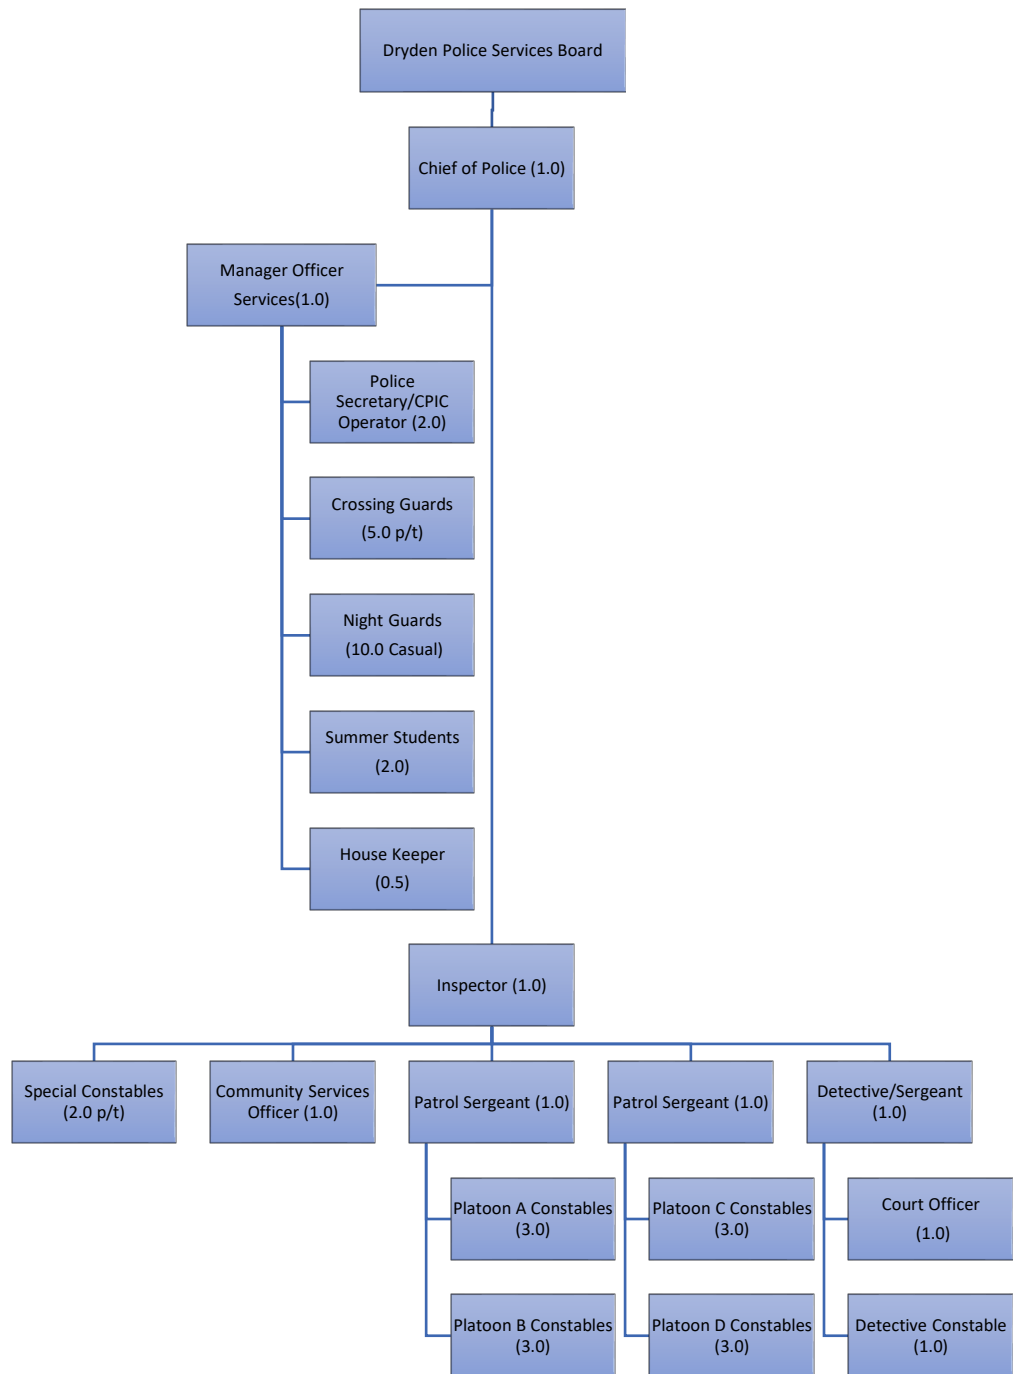 Dryden Police Services Board
Chief of Police (1.0)
Manager Officer
Services(1.0)
Police
Secretary/CPIC
Operator (2.0)
Crossing Guards
(5.0 p/t)
Night Guards
(10.0 Casual)
Summer Students
(2.0)
House Keeper
(0.5)
Inspector (1.0)
Special Constables
(2.0 p/t)
Community Services
Officer (1.0)
Patrol Sergeant (1.0)
Patrol Sergeant (1.0)
Detective/Sergeant
(1.0)
Platoon A Constables
(3.0)
Platoon C Constables
(3.0)
Court Officer
(1.0)
Platoon B Constables
(3.0)
Platoon D Constables
(3.0)
Detective Constable
(1.0)